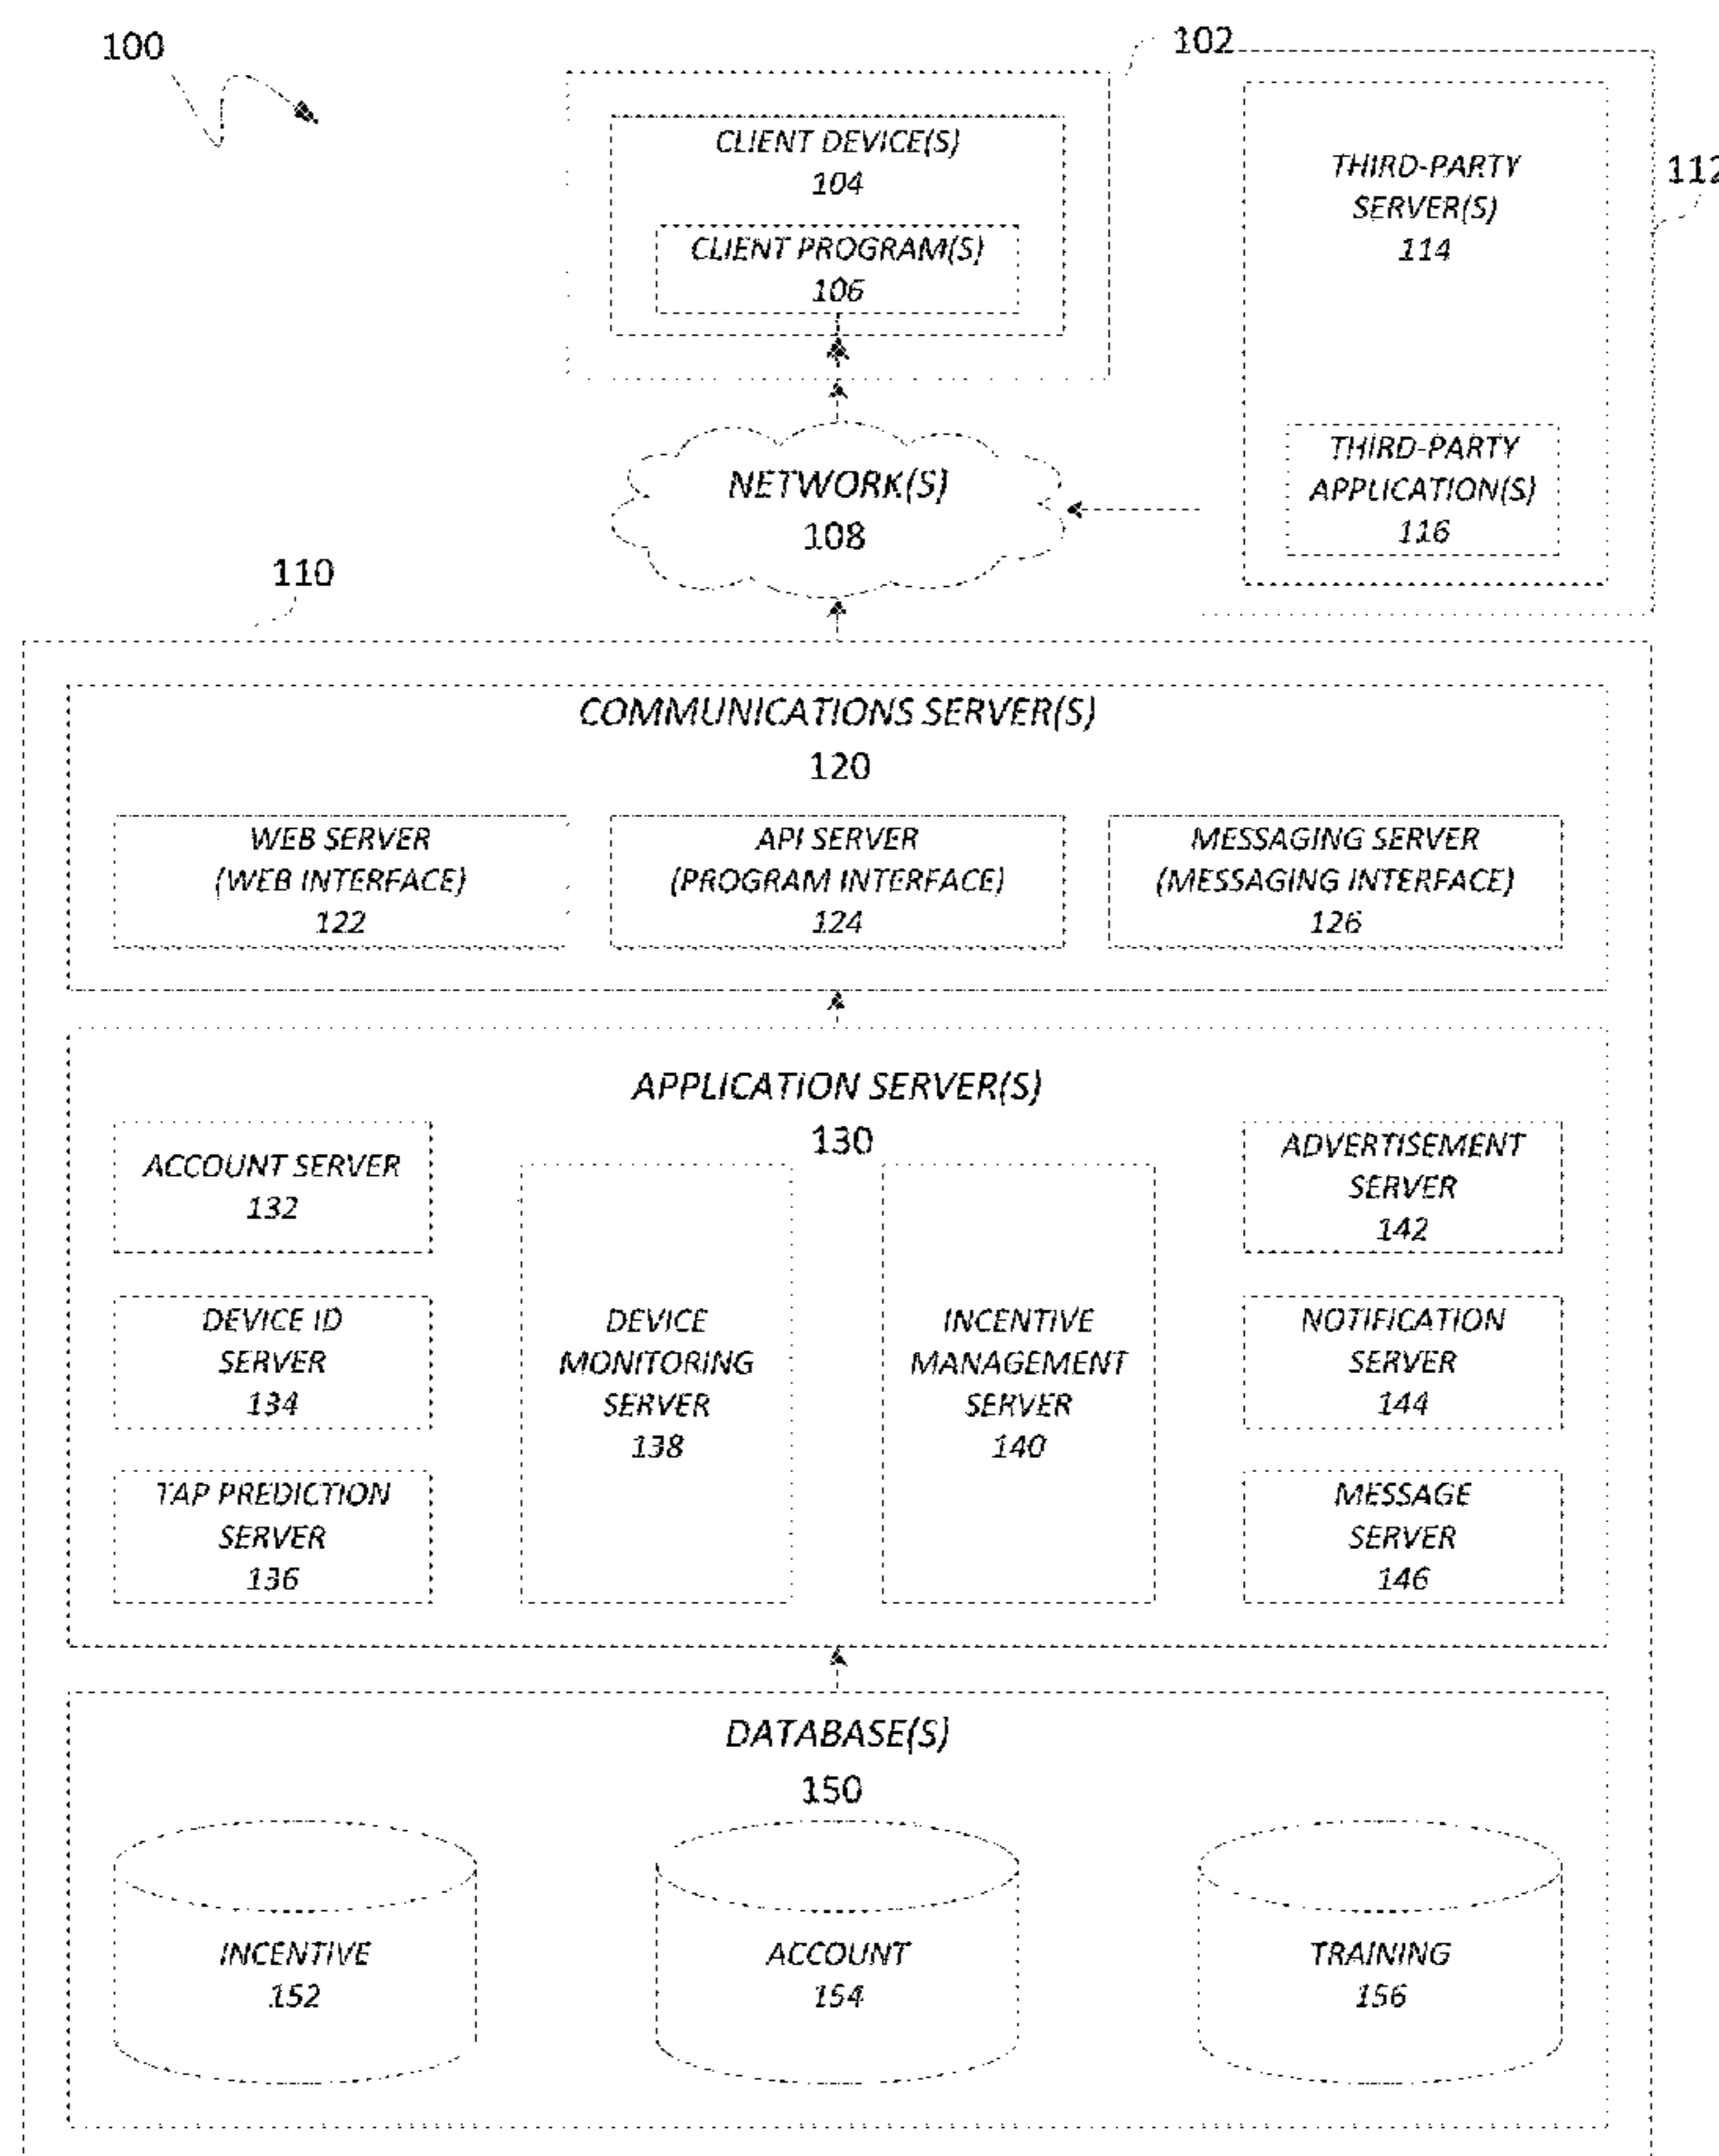 100
102
CLIENT DEVICE(S)
104
CLIENT PROGRAM(S)
106
THIRD-PARTY
SERVER(S)
114
112
THIRD-PARTY
APPLICATION(S)
116
NETWORK(S)
108
110
COMMUNICATIONS SERVER(S)
120
WEB SERVER
(WEB INTERFACE)
122
API SERVER
(PROGRAM INTERFACE)
124
MESSAGING SERVER
(MESSAGING INTERFACE)
126
APPLICATION SERVER(S)
130
ACCOUNT SERVER
132
DEVICE ID
SERVER
134
TAP PREDICTION
SERVER
136
DEVICE
MONITORING
SERVER
138
INCENTIVE
MANAGEMENT
SERVER
140
ADVERTISEMENT
SERVER
142
NOTIFICATION
SERVER
144
MESSAGE
SERVER
146
DATABASE(S)
150
INCENTIVE
152
ACCOUNT
154
TRAINING
156